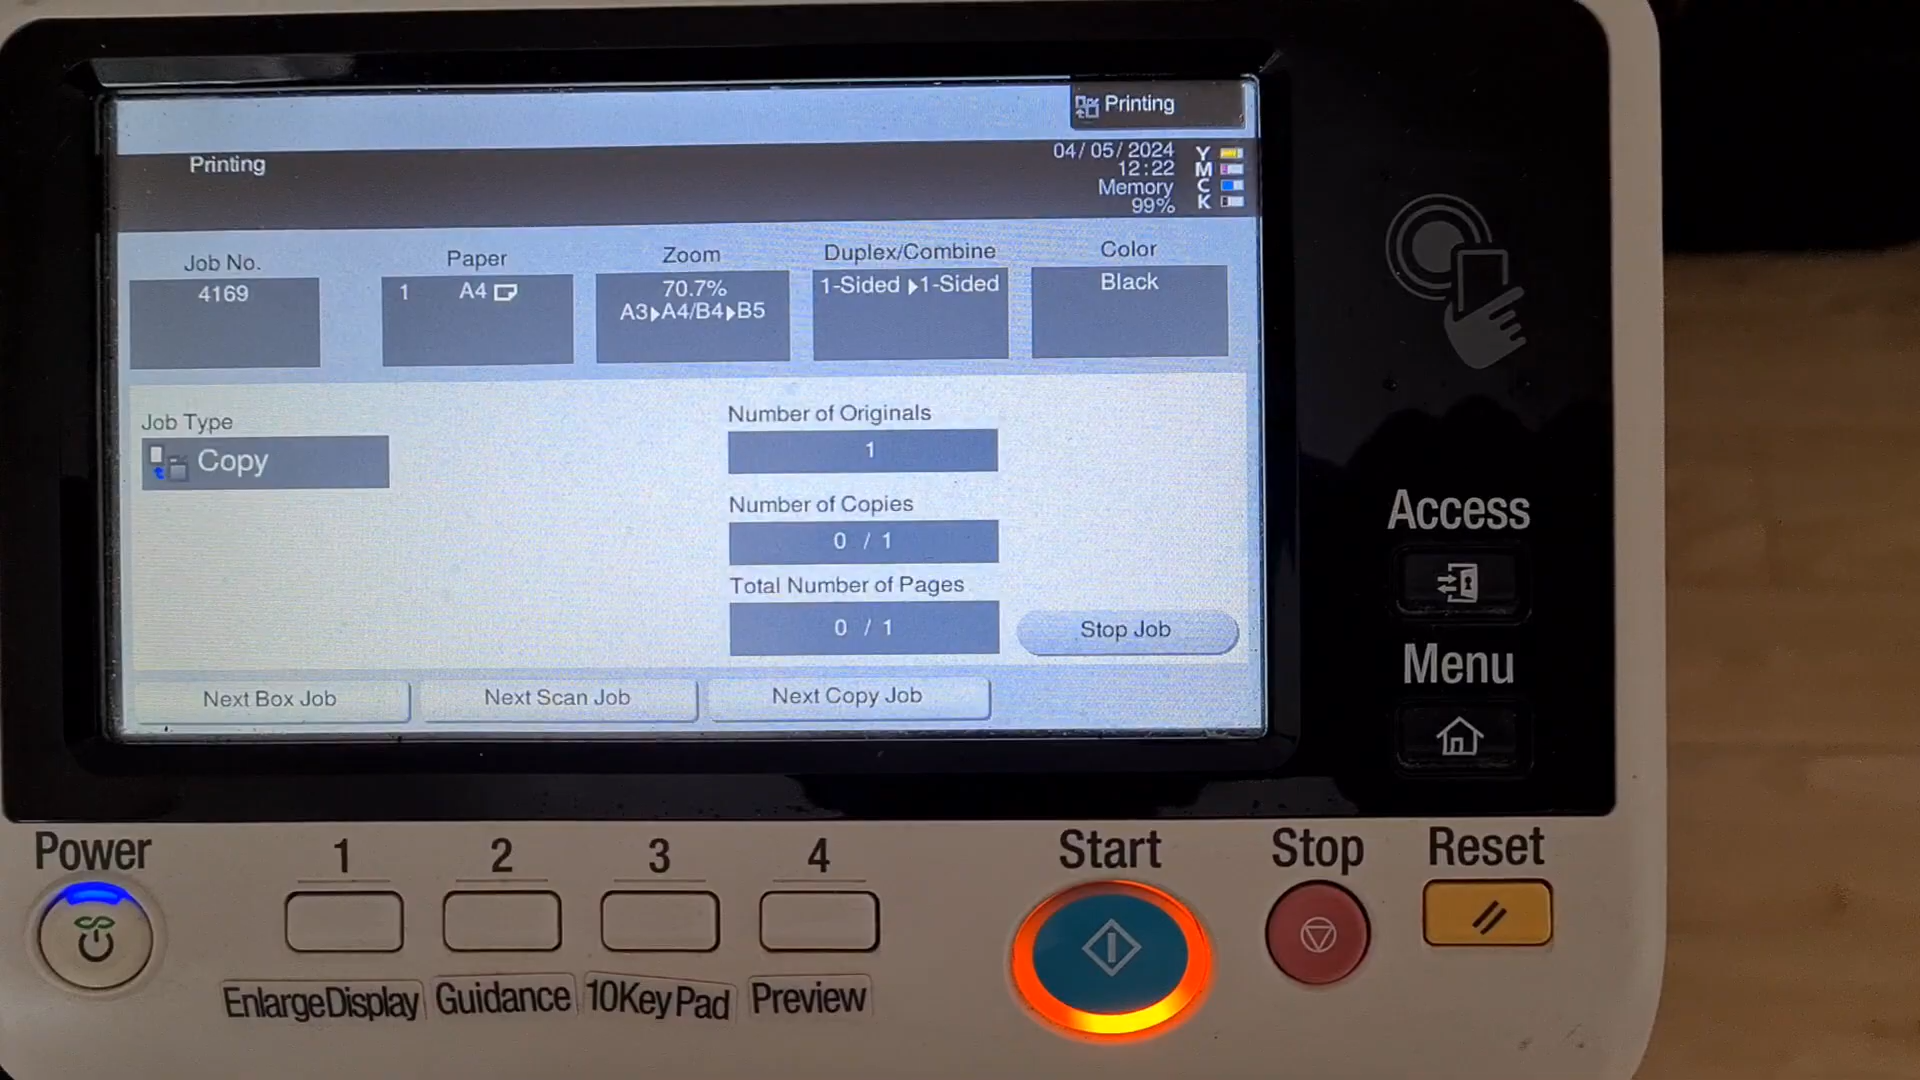 Printing
Printing
04/05/2024
12:22
Memory
99%
Y
M
C
K
Job No.
4169
Paper
1 A4
Zoom
70.7%
A3▶A4/B4▶B5
Duplex/Combine
1-Sided ▶1-Sided
Color
Black
Job Type
Copy
Number of Originals
1
Number of Copies
0 / 1
Total Number of Pages
0 / 1
Stop Job
Next Box Job
Next Scan Job
Next Copy Job
Access
Menu
Power
1
2
3
4
Start
Stop
Reset
EnlargeDisplay
Guidance
10KeyPad
Preview